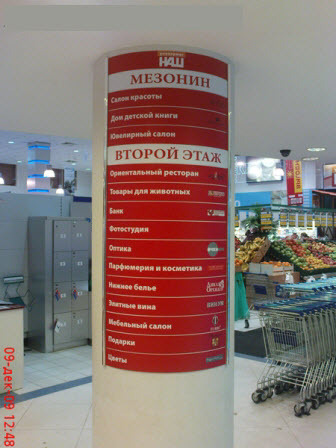 НАШ
МЕЗОНИН
Салон красоты
Дом детской книги
Ювелирный салон
ВТОРОЙ ЭТАЖ
Ориентальный ресторан
Товары для животных
Банк
Фотостудия
Оптика
Парфюмерия и косметика
Нижнее белье
Элитные вина
Мебельный салон
Подарки
Цветы
09-дек-09 12:48